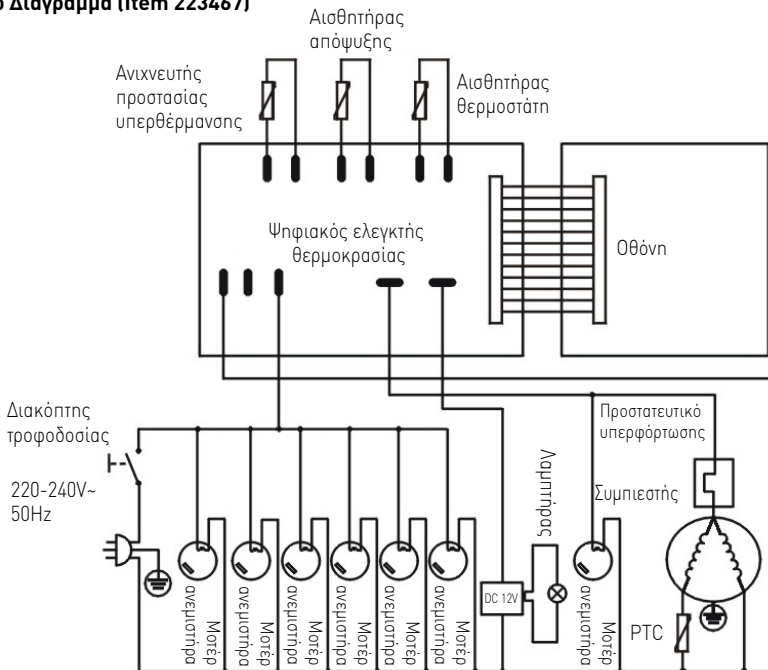 Διάγραμμα (Item 223467)
Αισθητήρας
απόψυξης
Ανιχνευτής
προστασίας
υπερθέρμανσης
Αισθητήρας
θερμοστάτη
Ψηφιακός ελεγκτής
θερμοκρασίας
Οθόνη
Διακόπτης
τροφοδοσίας
220-240V~
50Hz
Προστατευτικό
υπερφόρτωσης
Συμπιεστής
Λαμπτήρας
DC 12V
Μοτέρ
ανεμιστήρα
Μοτέρ
ανεμιστήρα
Μοτέρ
ανεμιστήρα
Μοτέρ
ανεμιστήρα
Μοτέρ
ανεμιστήρα
Μοτέρ
ανεμιστήρα
Μοτέρ
ανεμιστήρα
PTC